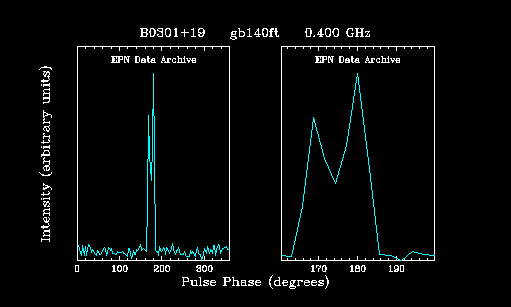 B0301+19 gb140ft 0.400 GHz
EPN Data Archive EPN Data Archive
Intensity (arbitrary units)
0 100 200 300 170 180 190
Pulse Phase (degrees)